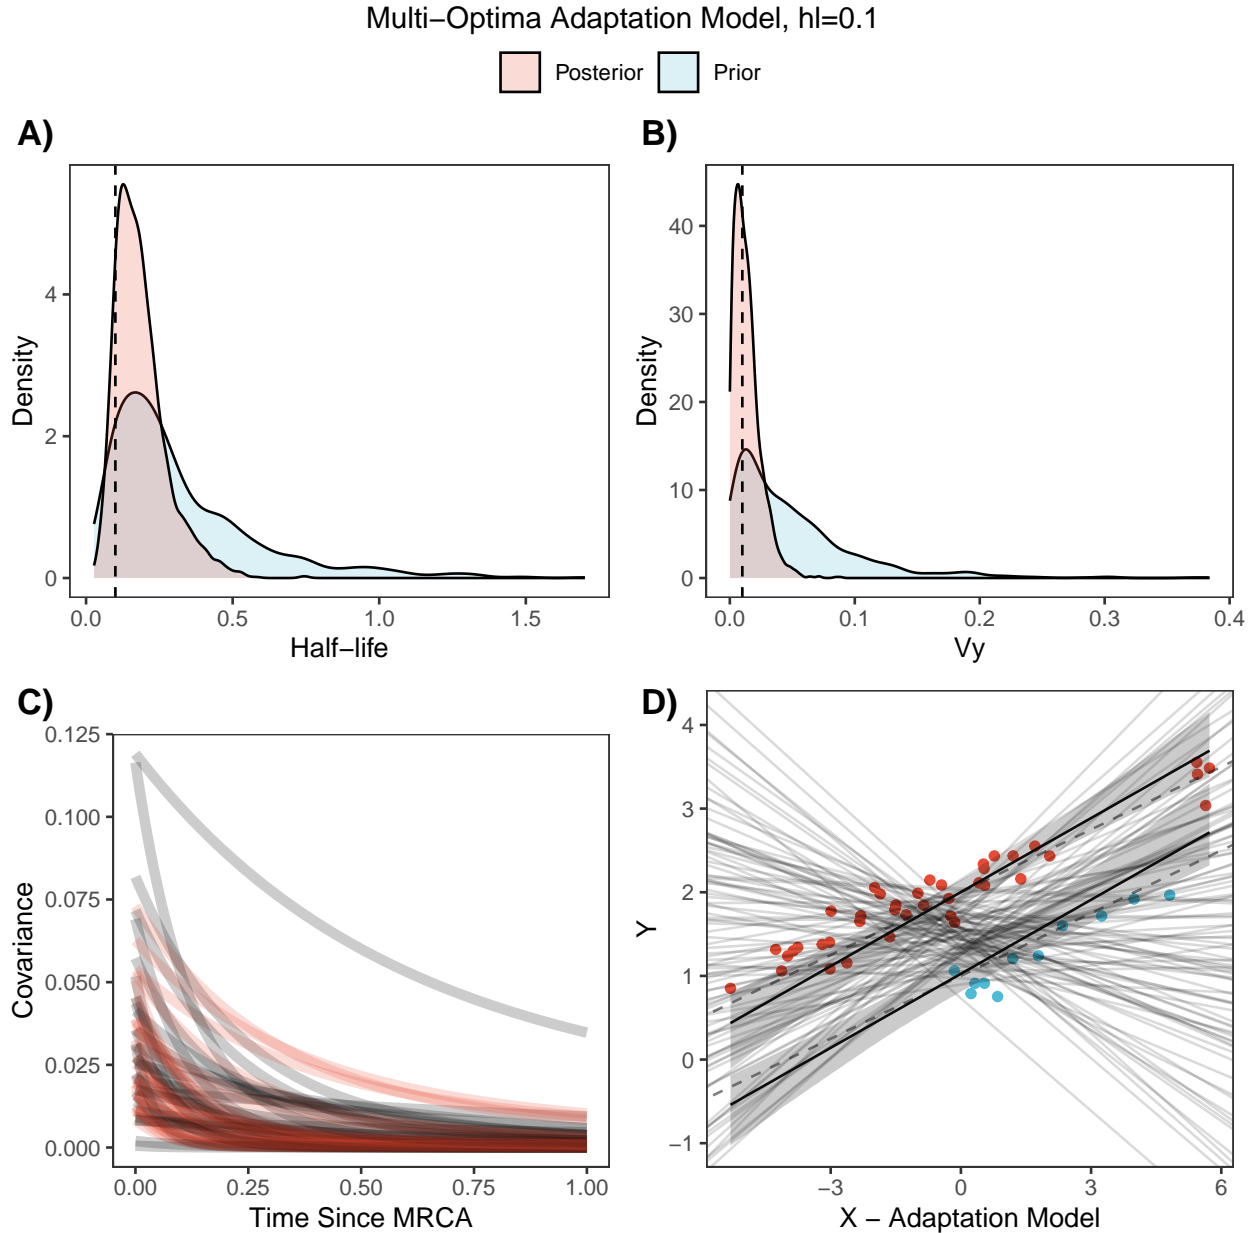 Multi−Optima Adaptation Model, hl=0.1
Posterior Prior
A)
Density
4
2
0
0.0 0.5 1.0 1.5
Half−life
B)
Density
40
30
20
10
0
0.0 0.1 0.2 0.3 0.4
Vy
C)
Covariance
0.125
0.100
0.075
0.050
0.025
0.000
0.00 0.25 0.50 0.75 1.00
Time Since MRCA
D)
Y
4
3
2
1
0
−1
−3 0 3 6
X − Adaptation Model